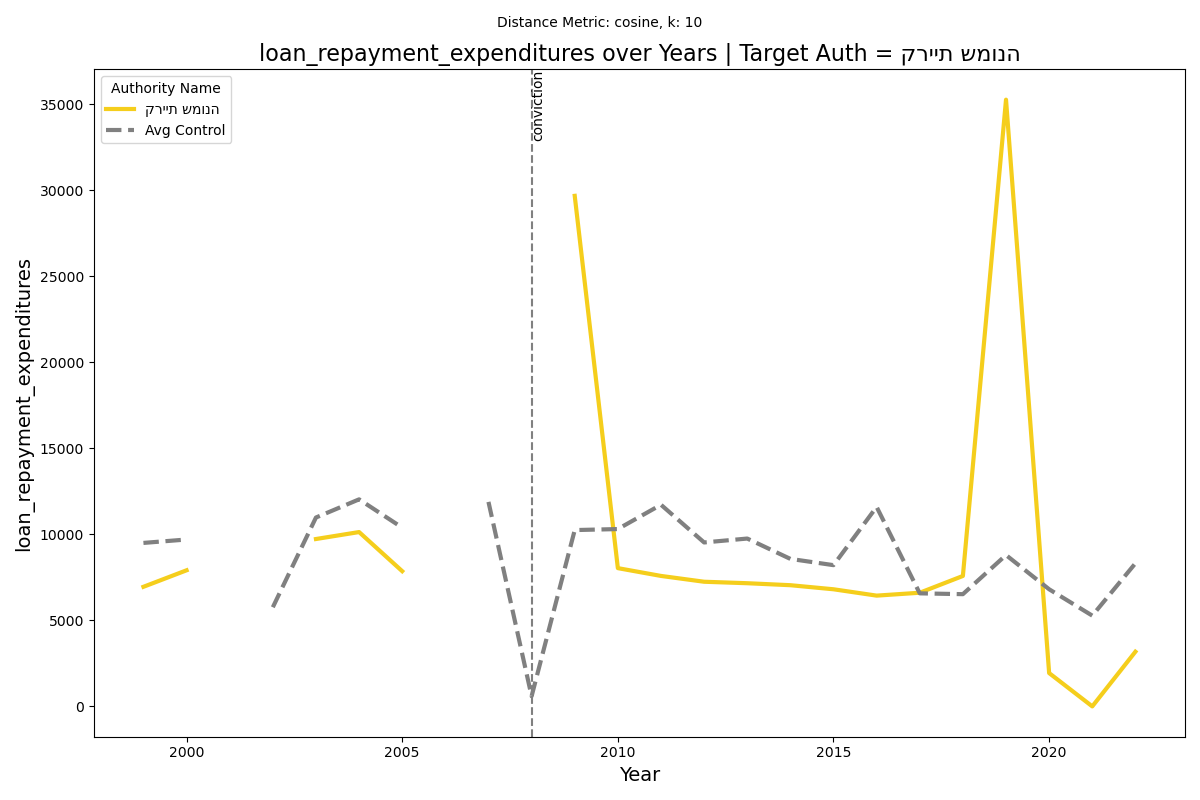 Distance Metric: cosine, k: 10
loan_repayment_expenditures over Years | Target Auth = קריית שמונה
Authority Name
קריית שמונה
Avg Control
conviction
loan_repayment_expenditures
35000
30000
25000
20000
15000
10000
5000
0
2000
2005
2010
2015
2020
Year